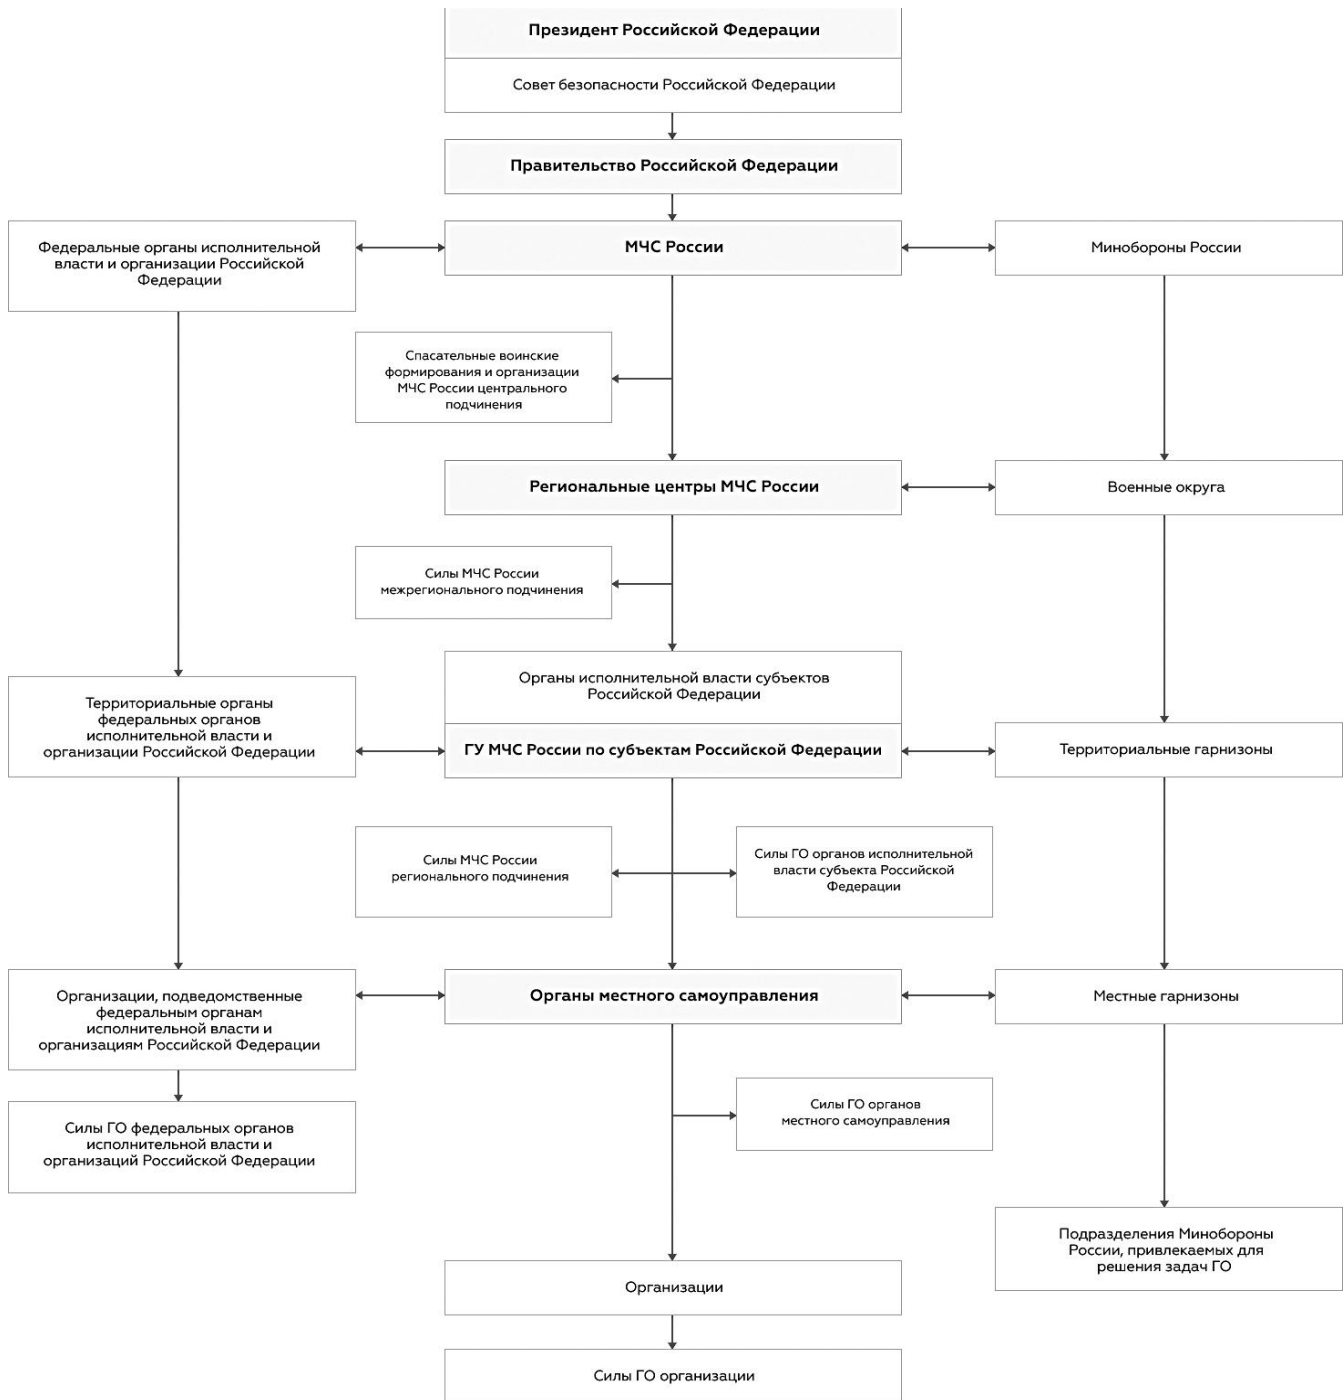 Президент Российской Федерации
Совет безопасности Российской Федерации
Правительство Российской Федерации
Федеральные органы исполнительной
власти и организации Российской
Федерации
МЧС России
Минобороны России
Спасательные воинские
формирования и организации
МЧС России центрального
подчинения
Региональные центры МЧС России
Военные округа
Силы МЧС России
межрегионального подчинения
Органы исполнительной власти субъектов
Российской Федерации
Территориальные органы
федеральных органов
исполнительной власти и
организации Российской Федерации
ГУ МЧС России по субъектам Российской Федерации
Территориальные гарнизоны
Силы МЧС России
регионального подчинения
Силы ГО органов исполнительной
власти субъекта Российской
Федерации
Организации, подведомственные
федеральным органам
исполнительной власти и
организациям Российской Федерации
Органы местного самоуправления
Местные гарнизоны
Силы ГО органов
местного самоуправления
Силы ГО федеральных органов
исполнительной власти и
организаций Российской Федерации
Подразделения Минобороны
России, привлекаемых для
решения задач ГО
Организации
Силы ГО организации